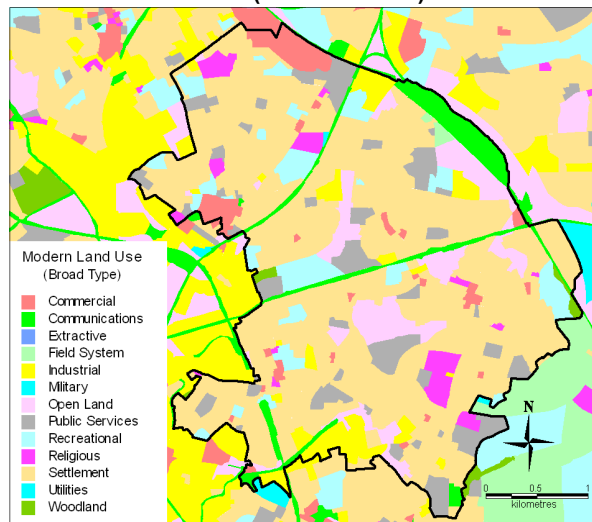 Modern Land Use
(Broad Type)
Commercial
Communications
Extractive
Field System
Industrial
Military
Open Land
Public Services
Recreational
Religious
Settlement
Utilities
Woodland
N
0 0.5 1
kilometres